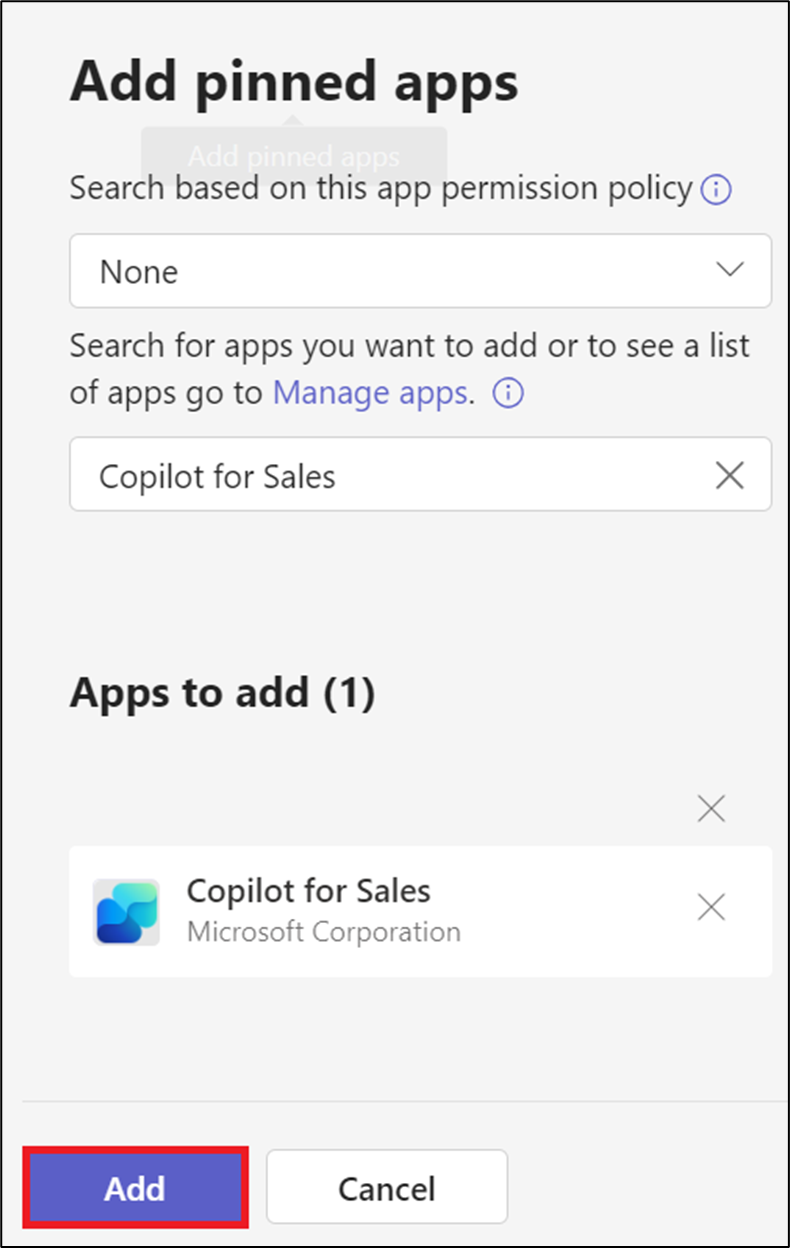 Add pinned apps
Add pinned apps
Search based on this app permission policy
None
Search for apps you want to add or to see a list
of apps go to Manage apps.
Copilot for Sales
Apps to add (1)
Copilot for Sales
Microsoft Corporation
Add
Cancel